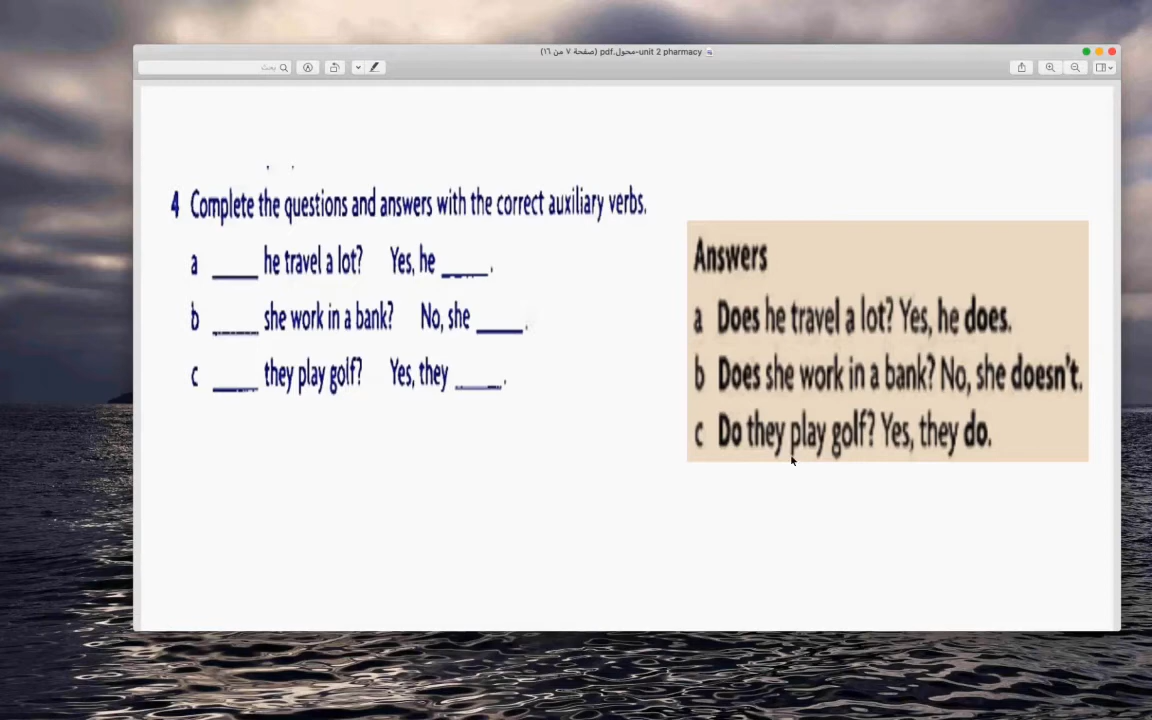 محول.pdf-unit 2 pharmacy (صفحة ٧ من ١٦)
بحث
4 Complete the questions and answers with the correct auxiliary verbs.
a ____ he travel a lot? Yes, he ____.
b ____ she work in a bank? No, she ____.
c ____ they play golf? Yes, they ____.
Answers
a Does he travel a lot? Yes, he does.
b Does she work in a bank? No, she doesn't.
c Do they play golf? Yes, they do.